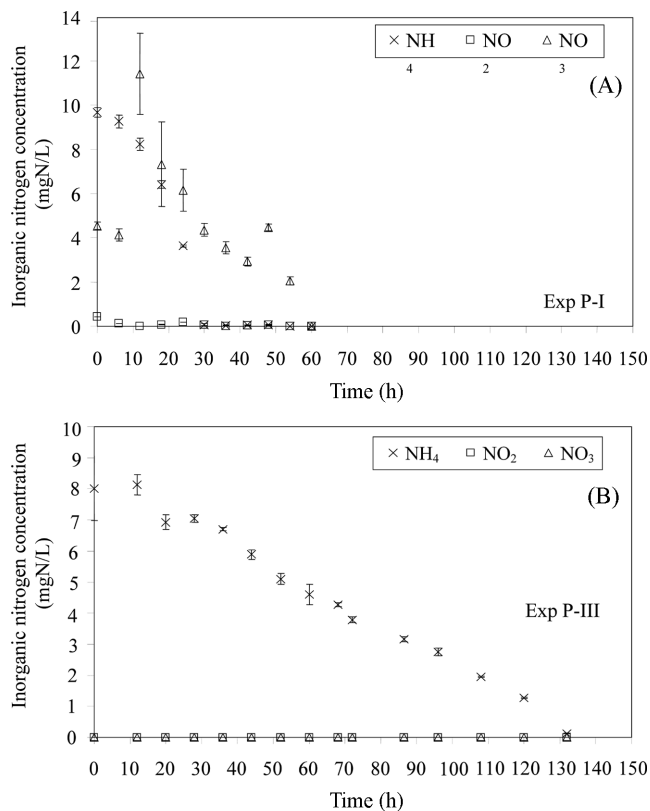 14
12
10
8
6
4
2
0
Inorganic nitrogen concentration
(mgN/L)
× NH □ NO △ NO
4 2 3
(A)
Exp P-I
0 10 20 30 40 50 60 70 80 90 100 110 120 130 140 150
Time (h)
10
9
8
7
6
5
4
3
2
1
0
Inorganic nitrogen concentration
(mgN/L)
× NH₄ □ NO₂ △ NO₃
(B)
Exp P-III
0 10 20 30 40 50 60 70 80 90 100 110 120 130 140 150
Time (h)